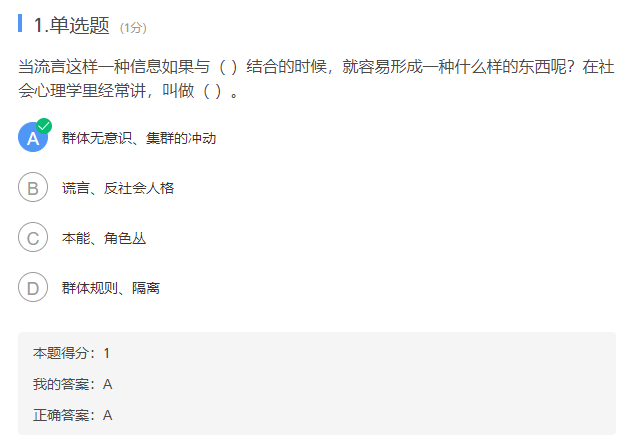 1.单选题 (1分)
当流言这样一种信息如果与（ ）结合的时候，就容易形成一种什么样的东西呢？在社
会心理学里经常讲，叫做（ ）。
A 群体无意识、集群的冲动
B 谎言、反社会人格
C 本能、角色丛
D 群体规则、隔离
本题得分：1
我的答案：A
正确答案：A